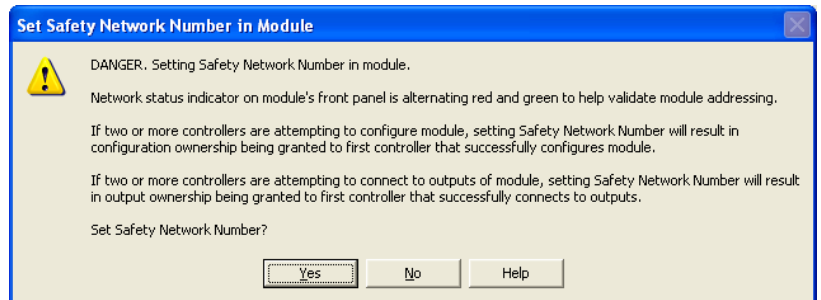 Set Safety Network Number in Module
DANGER. Setting Safety Network Number in module.
Network status indicator on module's front panel is alternating red and green to help validate module addressing.
If two or more controllers are attempting to configure module, setting Safety Network Number will result in
configuration ownership being granted to first controller that successfully configures module.
If two or more controllers are attempting to connect to outputs of module, setting Safety Network Number will result
in output ownership being granted to first controller that successfully connects to outputs.
Set Safety Network Number?
Yes No Help